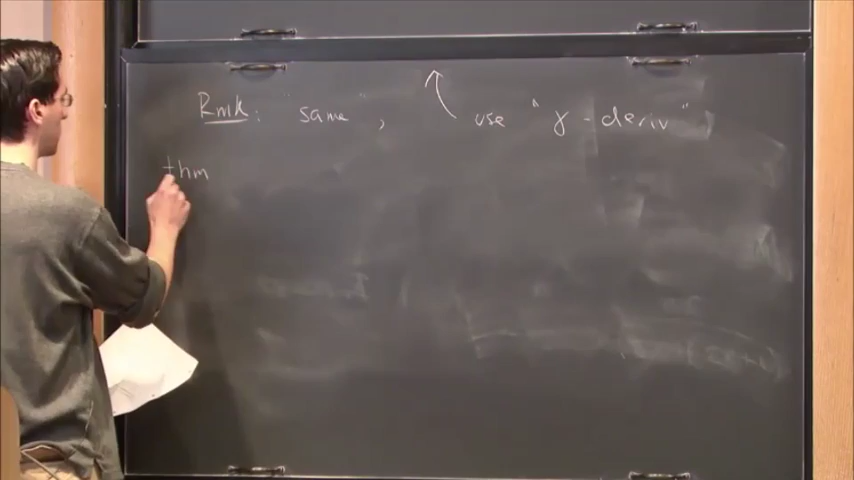 Rmk: "same", use "γ-deriv"
thm